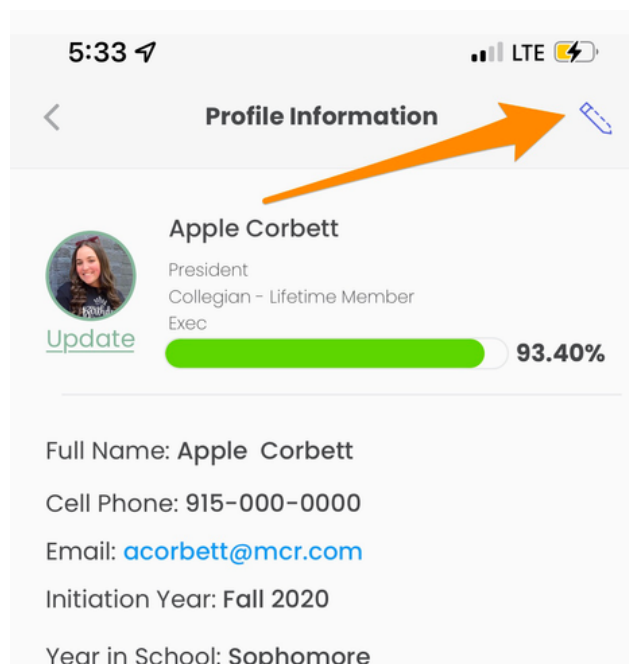 5:33 LTE
Profile Information
Apple Corbett
President
Collegian - Lifetime Member
Exec
Update
93.40%
Full Name: Apple Corbett
Cell Phone: 915-000-0000
Email: acorbett@mcr.com
Initiation Year: Fall 2020
Year in School: Sophomore